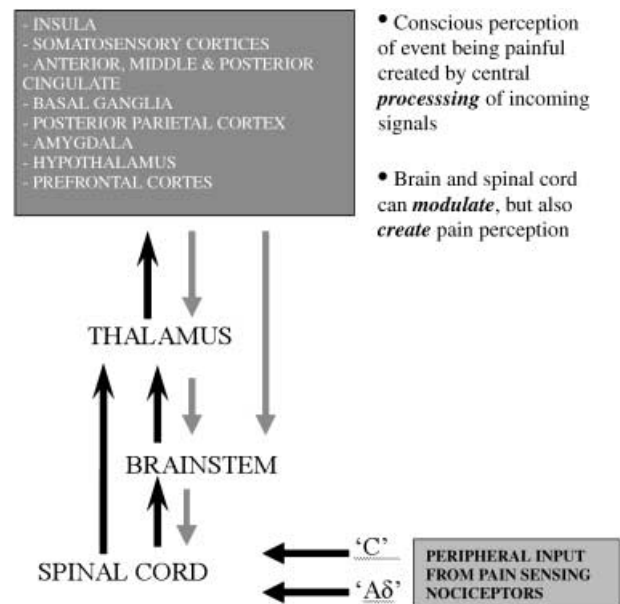 - INSULA
- SOMATOSENSORY CORTICES
- ANTERIOR, MIDDLE & POSTERIOR
CINGULATE
- BASAL GANGLIA
- POSTERIOR PARIETAL CORTEX
- AMYGDALA
- HYPOTHALAMUS
- PREFRONTAL CORTES
• Conscious perception
of event being painful
created by central
processsing of incoming
signals
• Brain and spinal cord
can modulate, but also
create pain perception
THALAMUS
BRAINSTEM
SPINAL CORD
‘C’
‘Aδ’
PERIPHERAL INPUT
FROM PAIN SENSING
NOCICEPTORS